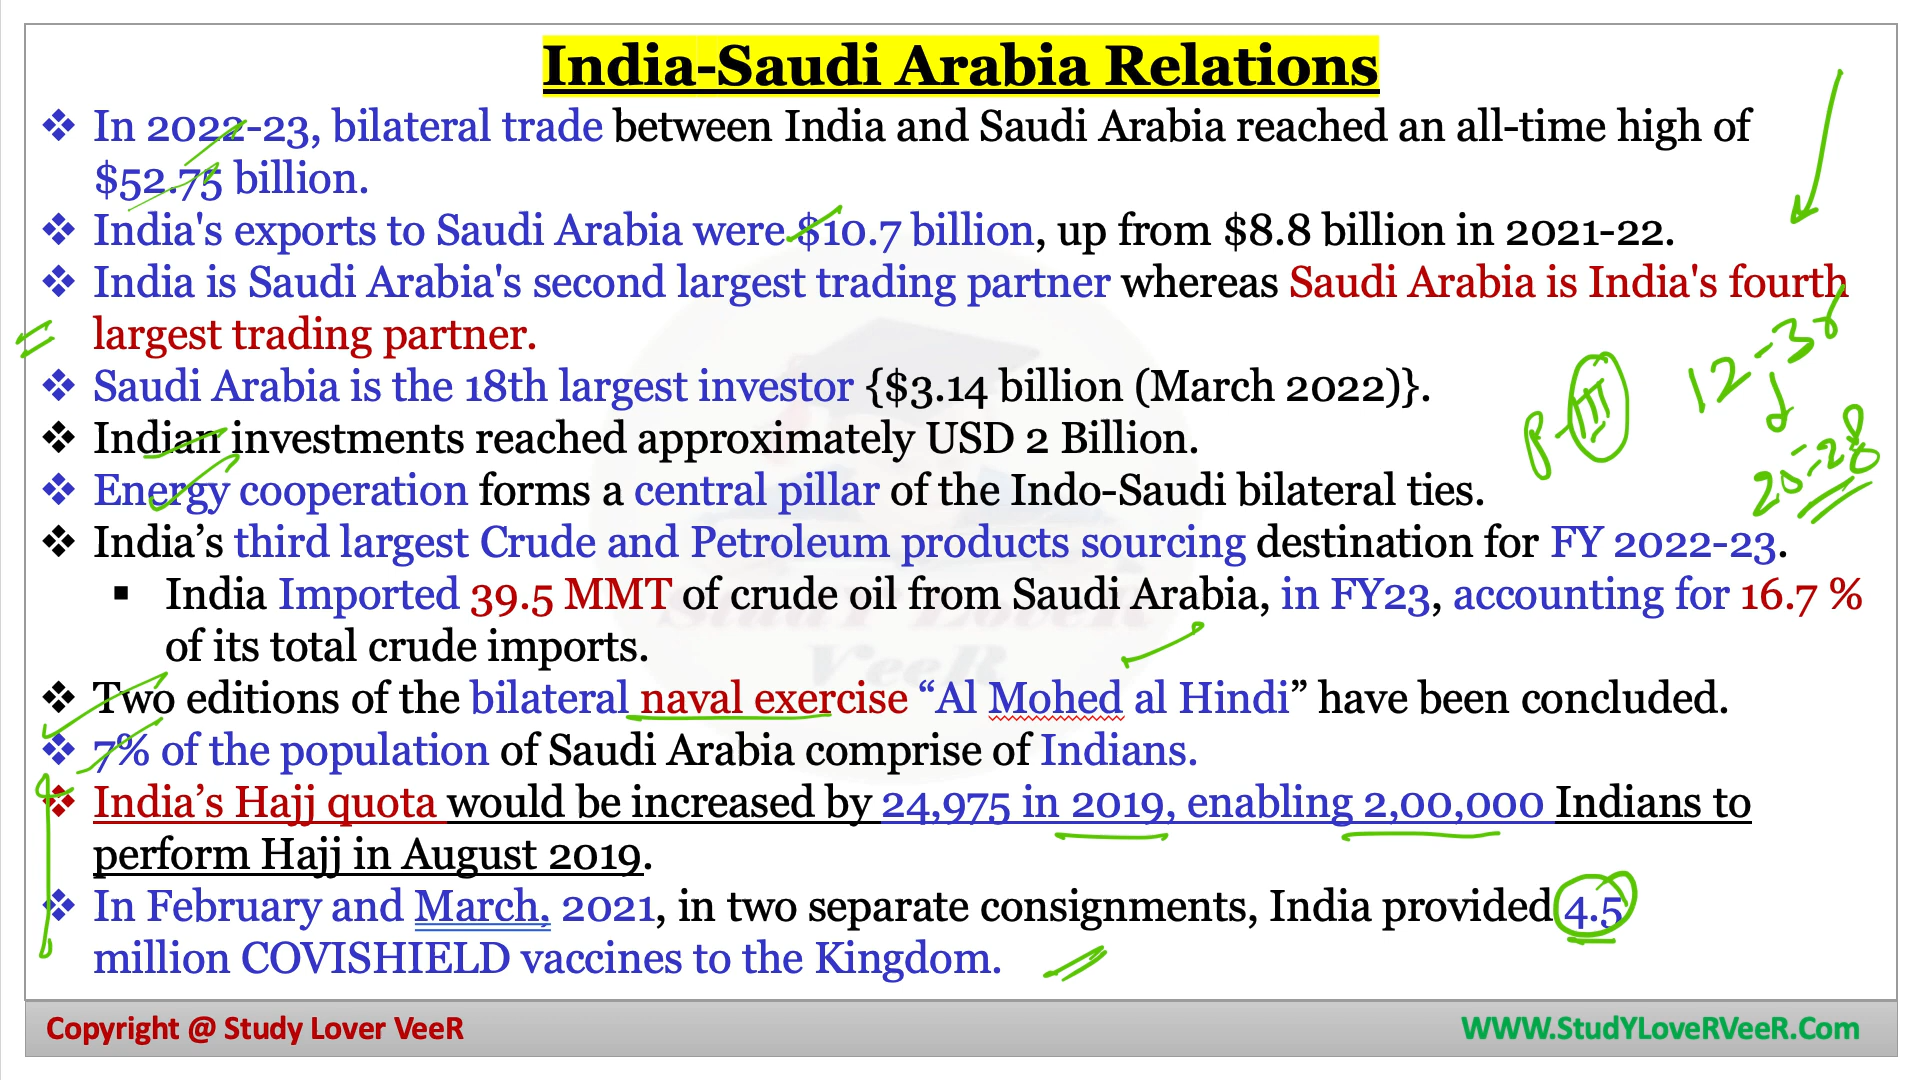 India-Saudi Arabia Relations
❖ In 2022-23, bilateral trade between India and Saudi Arabia reached an all-time high of
$52.75 billion.
❖ India's exports to Saudi Arabia were $10.7 billion, up from $8.8 billion in 2021-22.
❖ India is Saudi Arabia's second largest trading partner whereas Saudi Arabia is India's fourth
largest trading partner.
❖ Saudi Arabia is the 18th largest investor {$3.14 billion (March 2022)}.
❖ Indian investments reached approximately USD 2 Billion.
❖ Energy cooperation forms a central pillar of the Indo-Saudi bilateral ties.
❖ India’s third largest Crude and Petroleum products sourcing destination for FY 2022-23.
▪ India Imported 39.5 MMT of crude oil from Saudi Arabia, in FY23, accounting for 16.7 %
of its total crude imports.
❖ Two editions of the bilateral naval exercise “Al Mohed al Hindi” have been concluded.
❖ 7% of the population of Saudi Arabia comprise of Indians.
❖ India’s Hajj quota would be increased by 24,975 in 2019, enabling 2,00,000 Indians to
perform Hajj in August 2019.
❖ In February and March, 2021, in two separate consignments, India provided 4.5
million COVISHIELD vaccines to the Kingdom.
P-III
20-28
StudY LoveR
VeeR
Copyright @ Study Lover VeeR
WWW.StudYLoveRVeeR.Com